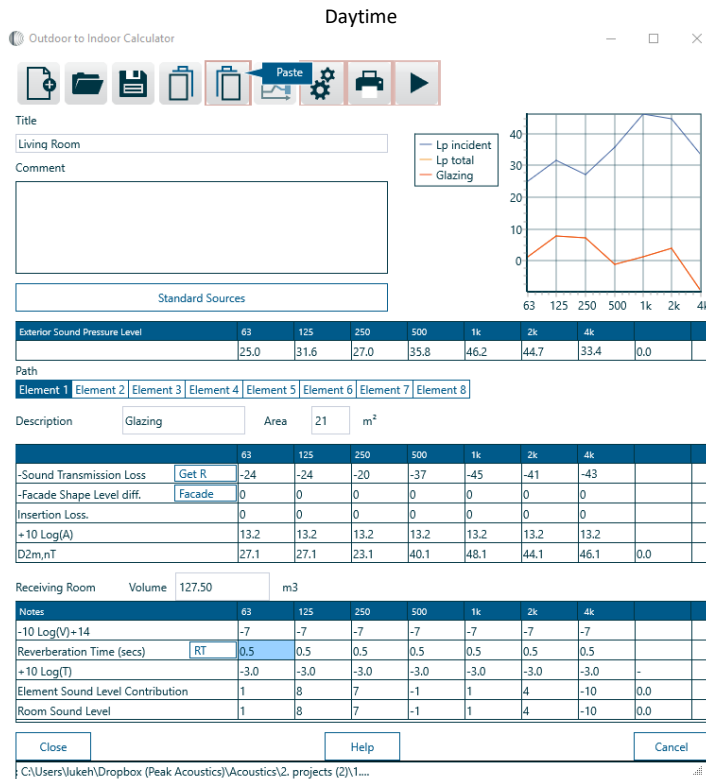 Daytime
Outdoor to Indoor Calculator
Paste
Title
Living Room
Comment
Lp incident
Lp total
Glazing
40
30
20
10
0
63 125 250 500 1k 2k 4k
Standard Sources
Exterior Sound Pressure Level 63 125 250 500 1k 2k 4k
25.0 31.6 27.0 35.8 46.2 44.7 33.4 0.0
Path
Element 1 Element 2 Element 3 Element 4 Element 5 Element 6 Element 7 Element 8
Description Glazing Area 21 m²
63 125 250 500 1k 2k 4k
-Sound Transmission Loss Get R -24 -24 -20 -37 -45 -41 -43
-Facade Shape Level diff. Facade 0 0 0 0 0 0 0
Insertion Loss. 0 0 0 0 0 0 0
+10 Log(A) 13.2 13.2 13.2 13.2 13.2 13.2 13.2
D2m,nT 27.1 27.1 23.1 40.1 48.1 44.1 46.1 0.0
Receiving Room Volume 127.50 m3
Notes 63 125 250 500 1k 2k 4k
-10 Log(V)+14 -7 -7 -7 -7 -7 -7 -7
Reverberation Time (secs) RT 0.5 0.5 0.5 0.5 0.5 0.5 0.5
+10 Log(T) -3.0 -3.0 -3.0 -3.0 -3.0 -3.0 -3.0 -
Element Sound Level Contribution 1 8 7 -1 1 4 -10 0.0
Room Sound Level 1 8 7 -1 1 4 -10 0.0
Close Help Cancel
: C:\Users\lukeh\Dropbox (Peak Acoustics)\Acoustics\2. projects (2)\1....